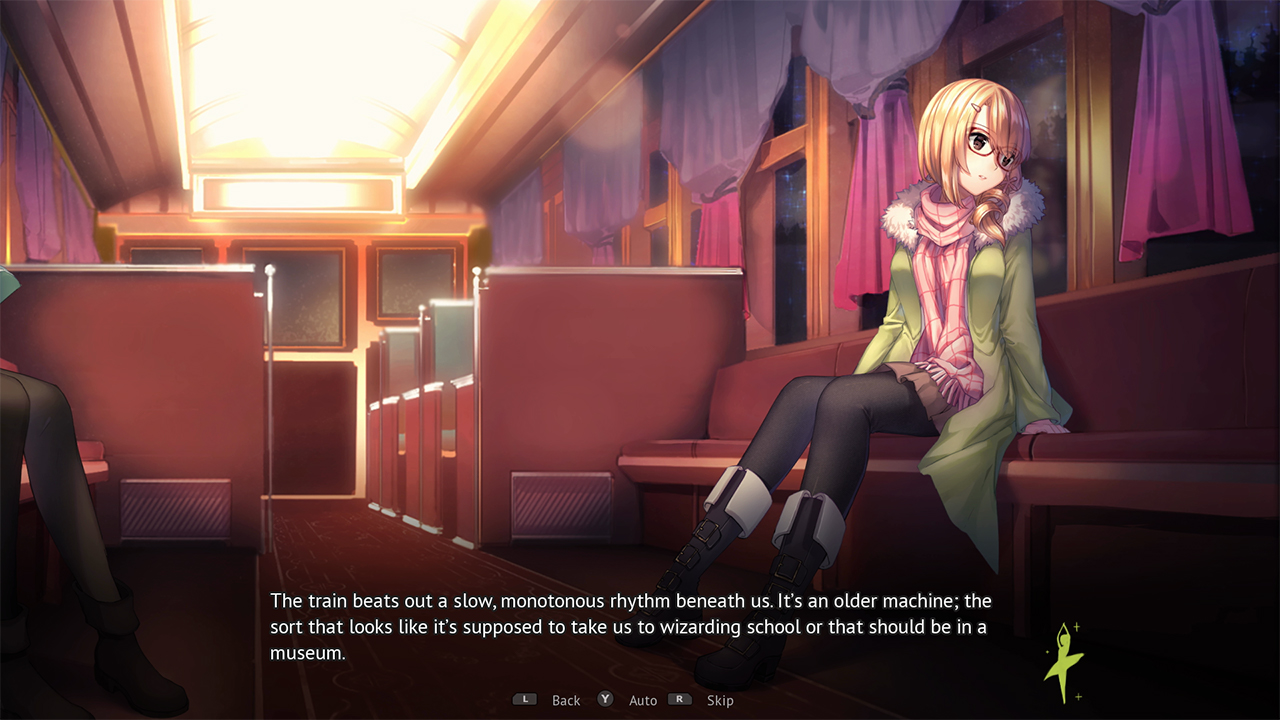 The train beats out a slow, monotonous rhythm beneath us. It's an older machine; the
sort that looks like it's supposed to take us to wizarding school or that should be in a
museum.
L Back Y Auto R Skip